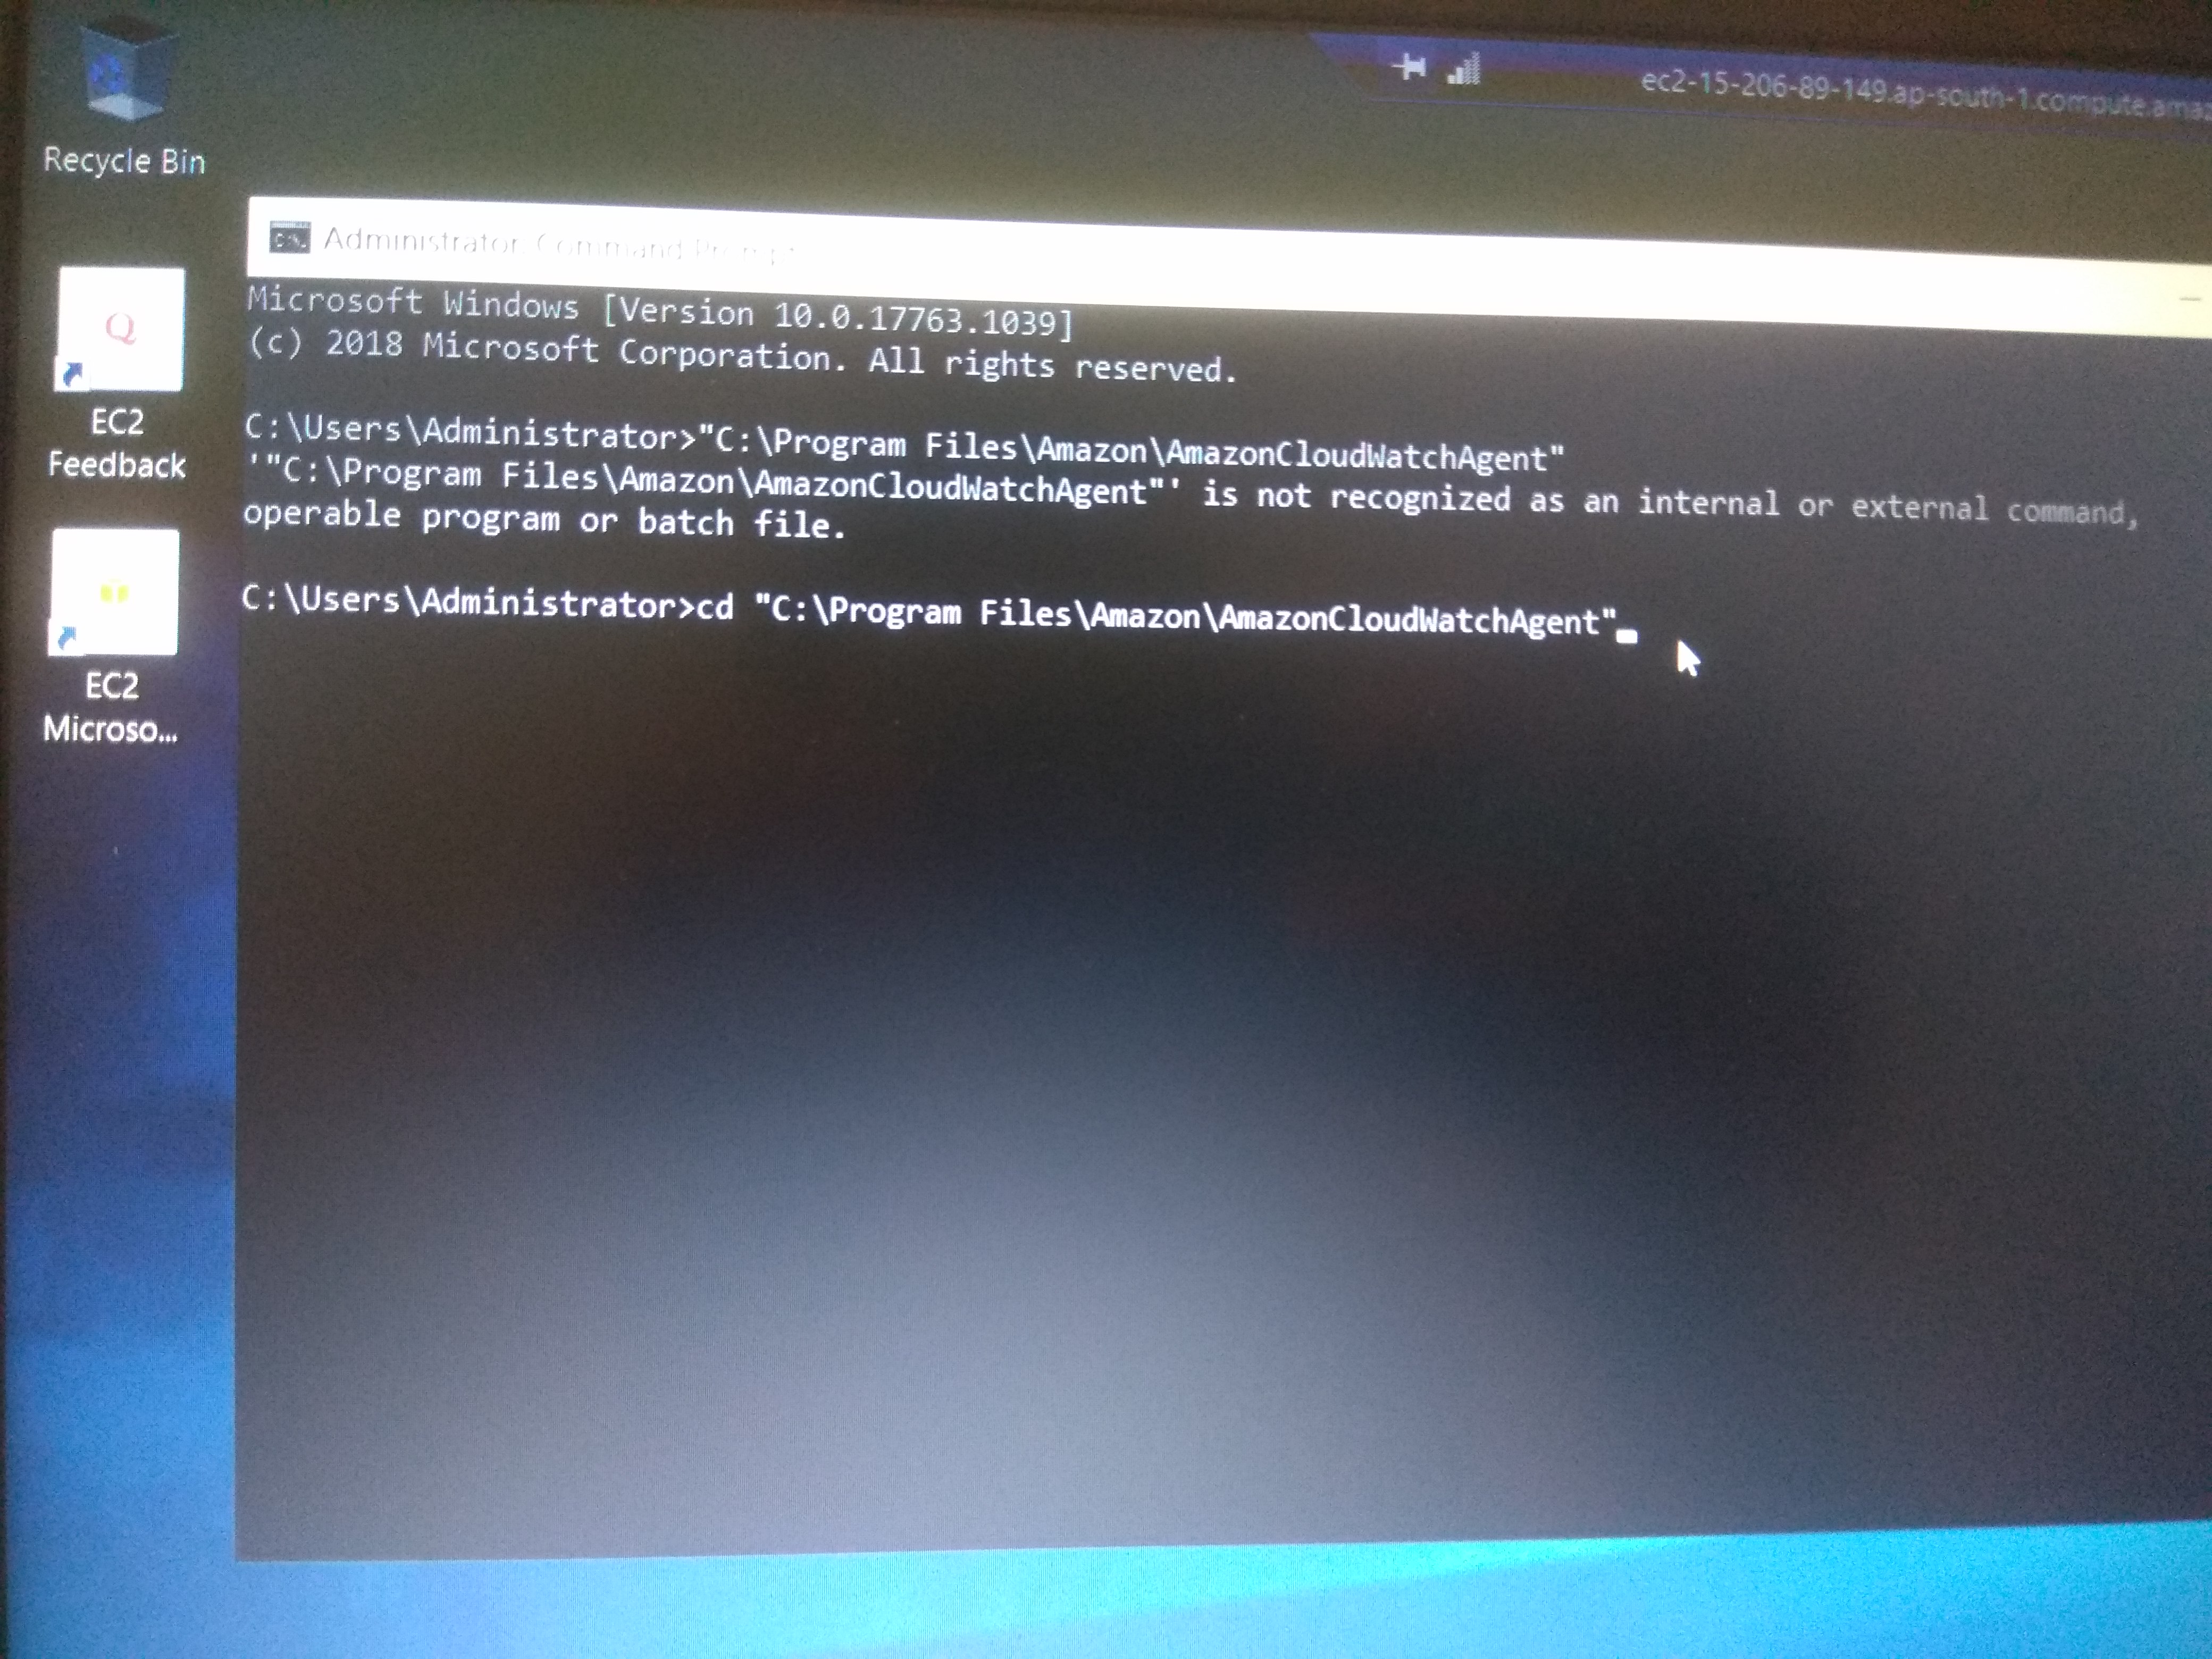 Recycle Bin
ec2-15-206-89-149.ap-south-1.compute.amaz
Administrator: Command Prompt
Microsoft Windows [Version 10.0.17763.1039]
(c) 2018 Microsoft Corporation. All rights reserved.
C:\Users\Administrator>"C:\Program Files\Amazon\AmazonCloudWatchAgent"
'"C:\Program Files\Amazon\AmazonCloudWatchAgent"' is not recognized as an internal or external command,
operable program or batch file.
C:\Users\Administrator>cd "C:\Program Files\Amazon\AmazonCloudWatchAgent"
Q
EC2
Feedback
EC2
Microso...